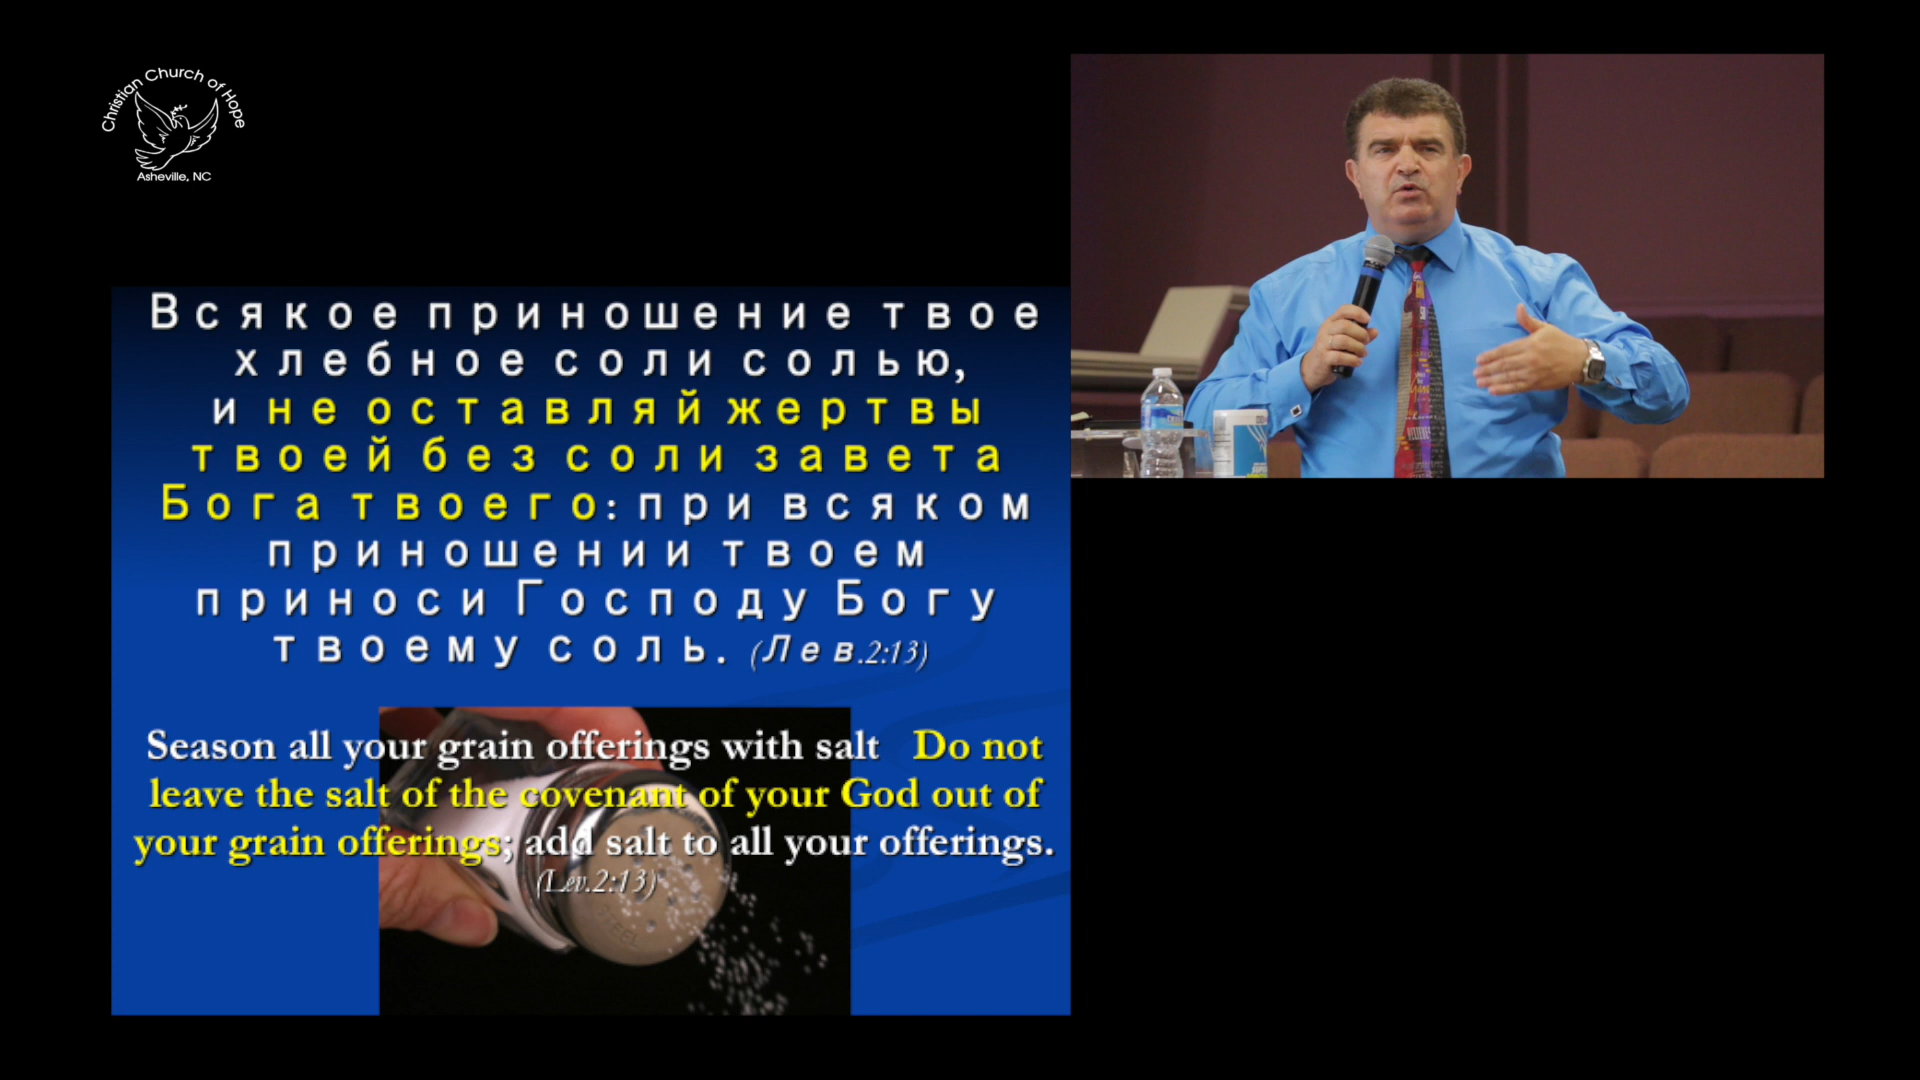 Christian Church of Hope
Asheville, NC
Всякое приношение твое
хлебное соли солью,
и не оставляй жертвы
твоей без соли завета
Бога твоего: при всяком
приношении твоем
приноси Господу Богу
твоему соль. (Лев.2:13)
Season all your grain offerings with salt Do not
leave the salt of the covenant of your God out of
your grain offerings; add salt to all your offerings.
(Lev.2:13)